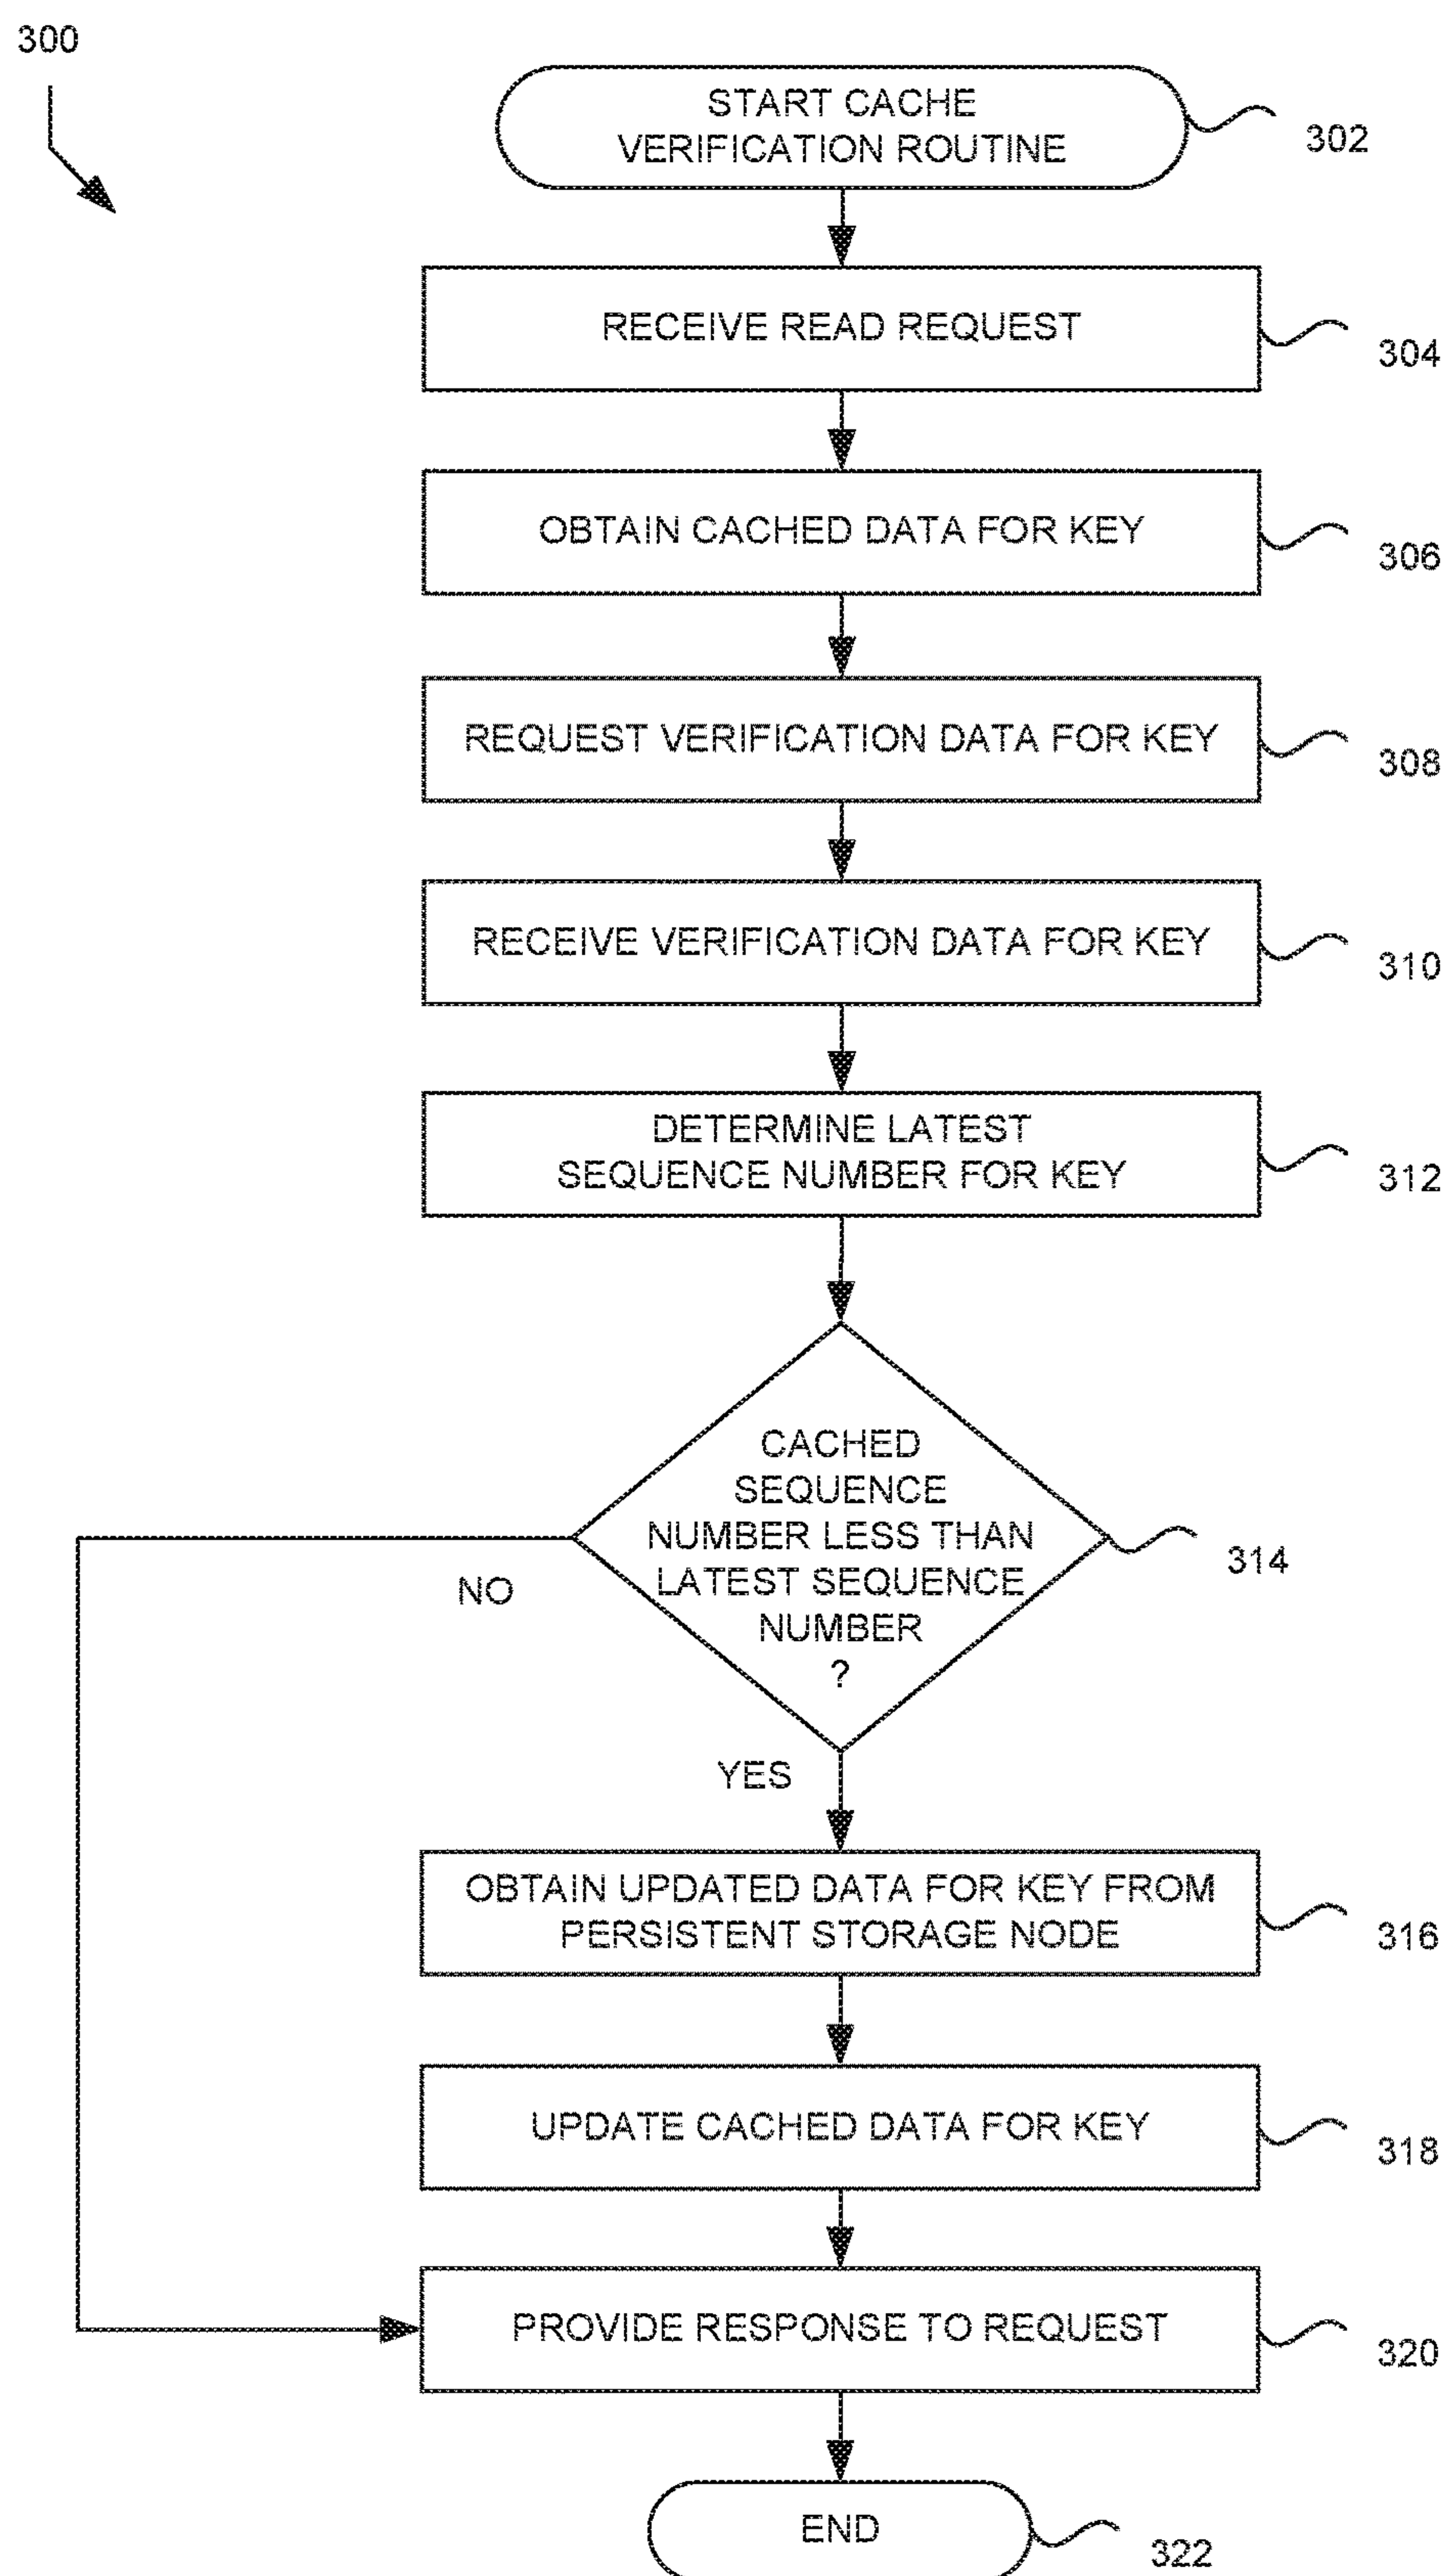 300
START CACHE
VERIFICATION ROUTINE
302
RECEIVE READ REQUEST
304
OBTAIN CACHED DATA FOR KEY
306
REQUEST VERIFICATION DATA FOR KEY
308
RECEIVE VERIFICATION DATA FOR KEY
310
DETERMINE LATEST
SEQUENCE NUMBER FOR KEY
312
CACHED
SEQUENCE
NUMBER LESS THAN
LATEST SEQUENCE
NUMBER
?
314
NO
YES
OBTAIN UPDATED DATA FOR KEY FROM
PERSISTENT STORAGE NODE
316
UPDATE CACHED DATA FOR KEY
318
PROVIDE RESPONSE TO REQUEST
320
END
322